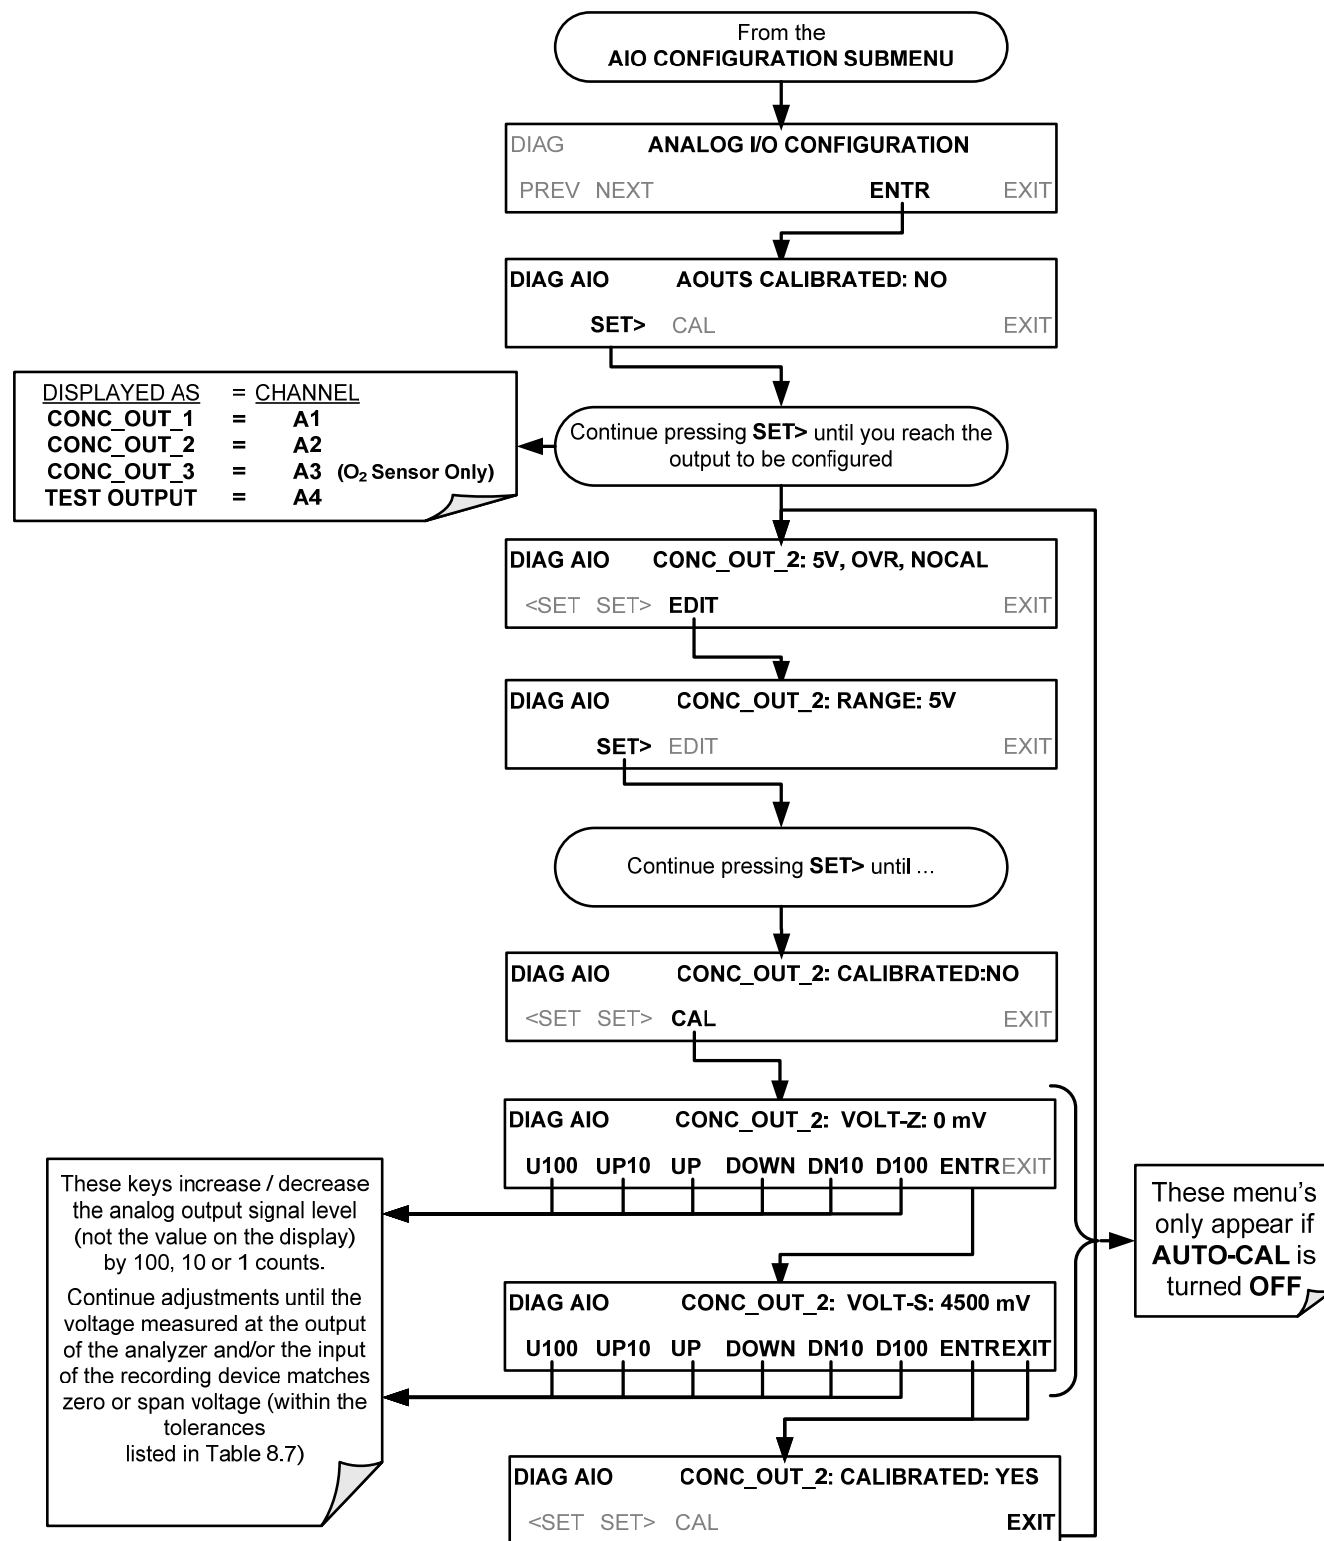 From the
AIO CONFIGURATION SUBMENU
DIAG ANALOG I/O CONFIGURATION
PREV NEXT ENTR EXIT
DIAG AIO AOUTS CALIBRATED: NO
SET> CAL EXIT
DISPLAYED AS = CHANNEL
CONC_OUT_1 = A1
CONC_OUT_2 = A2
CONC_OUT_3 = A3 (O₂ Sensor Only)
TEST OUTPUT = A4
Continue pressing SET> until you reach the
output to be configured
DIAG AIO CONC_OUT_2: 5V, OVR, NOCAL
<SET SET> EDIT EXIT
DIAG AIO CONC_OUT_2: RANGE: 5V
SET> EDIT EXIT
Continue pressing SET> until ...
DIAG AIO CONC_OUT_2: CALIBRATED:NO
<SET SET> CAL EXIT
DIAG AIO CONC_OUT_2: VOLT-Z: 0 mV
U100 UP10 UP DOWN DN10 D100 ENTR EXIT
These keys increase / decrease
the analog output signal level
(not the value on the display)
by 100, 10 or 1 counts.
Continue adjustments until the
voltage measured at the output
of the analyzer and/or the input
of the recording device matches
zero or span voltage (within the
tolerances
listed in Table 8.7)
These menu's
only appear if
AUTO-CAL is
turned OFF
DIAG AIO CONC_OUT_2: VOLT-S: 4500 mV
U100 UP10 UP DOWN DN10 D100 ENTR EXIT
DIAG AIO CONC_OUT_2: CALIBRATED: YES
<SET SET> CAL EXIT